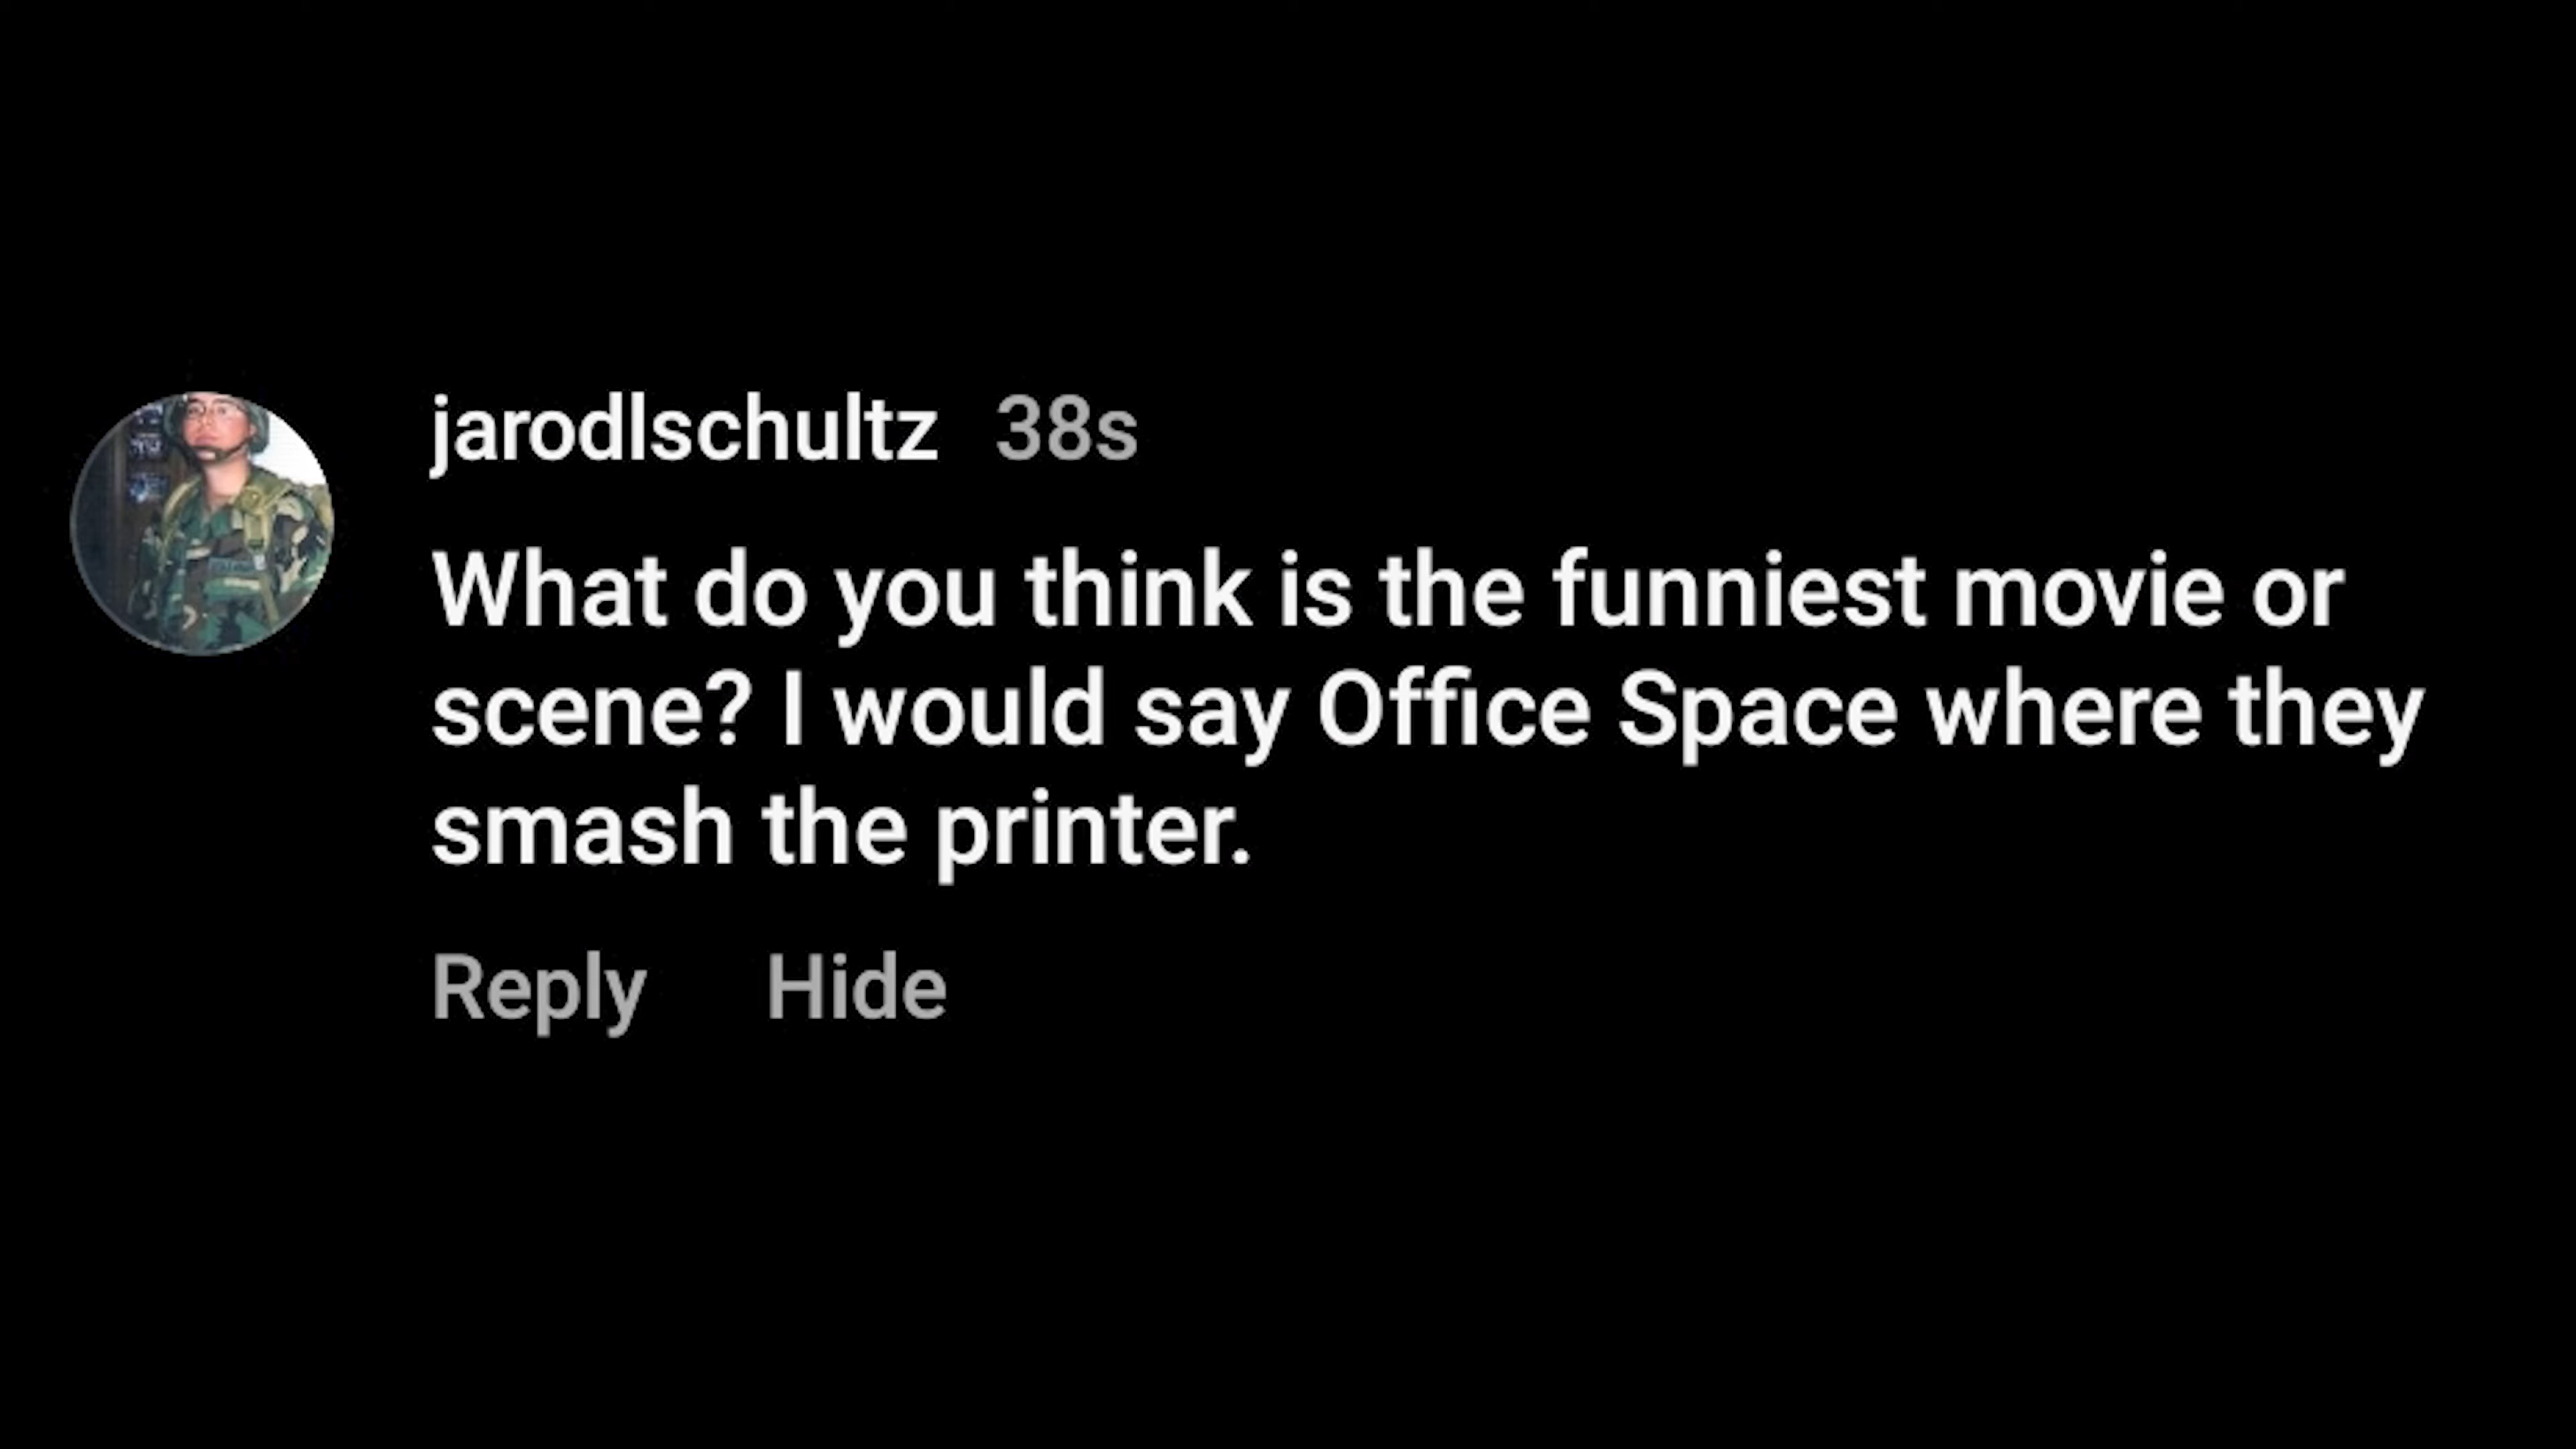 jarodlschultz 38s
What do you think is the funniest movie or
scene? I would say Office Space where they
smash the printer.
Reply Hide